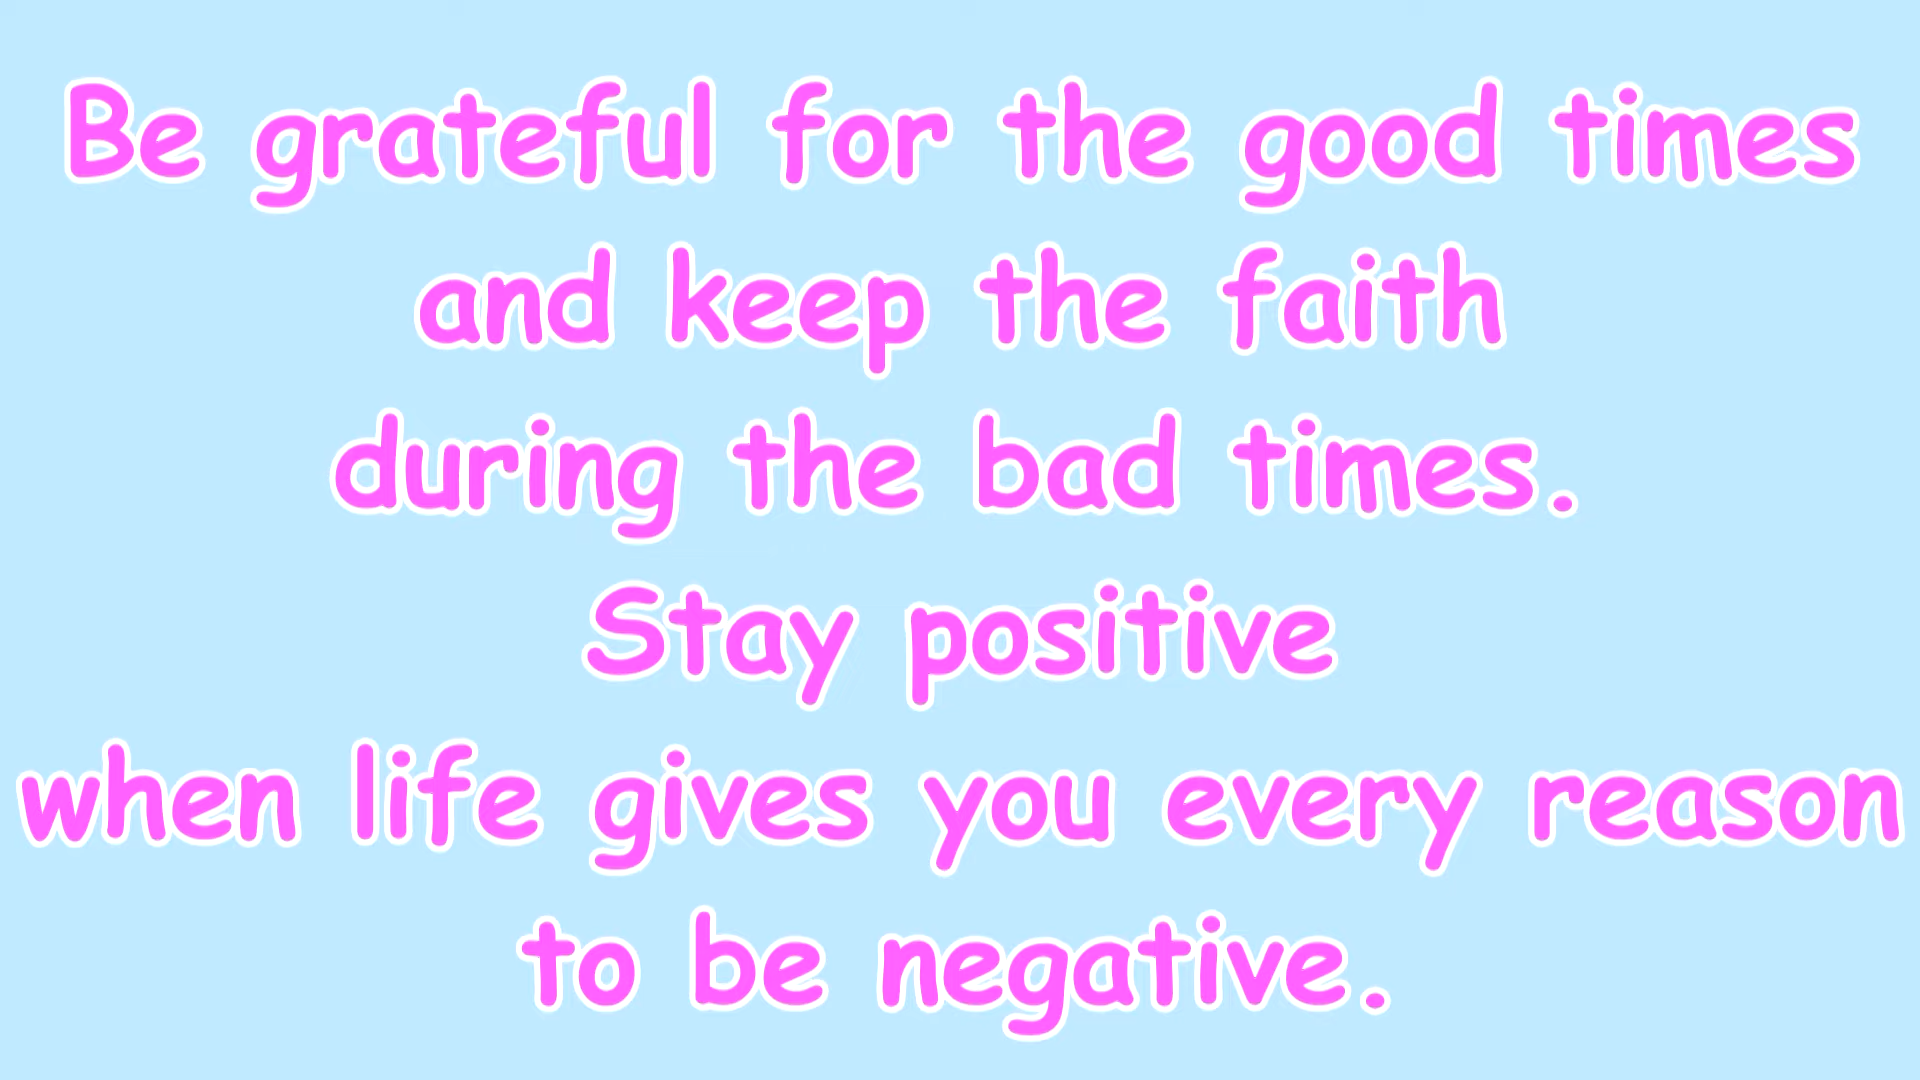 Be grateful for the good times
and keep the faith
during the bad times.
Stay positive
when life gives you every reason
to be negative.